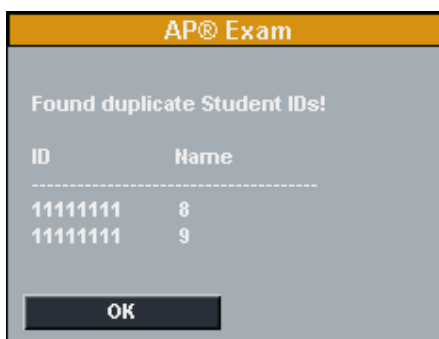 AP® Exam
Found duplicate Student IDs!
ID Name
--------------------------------------
11111111 8
11111111 9
OK